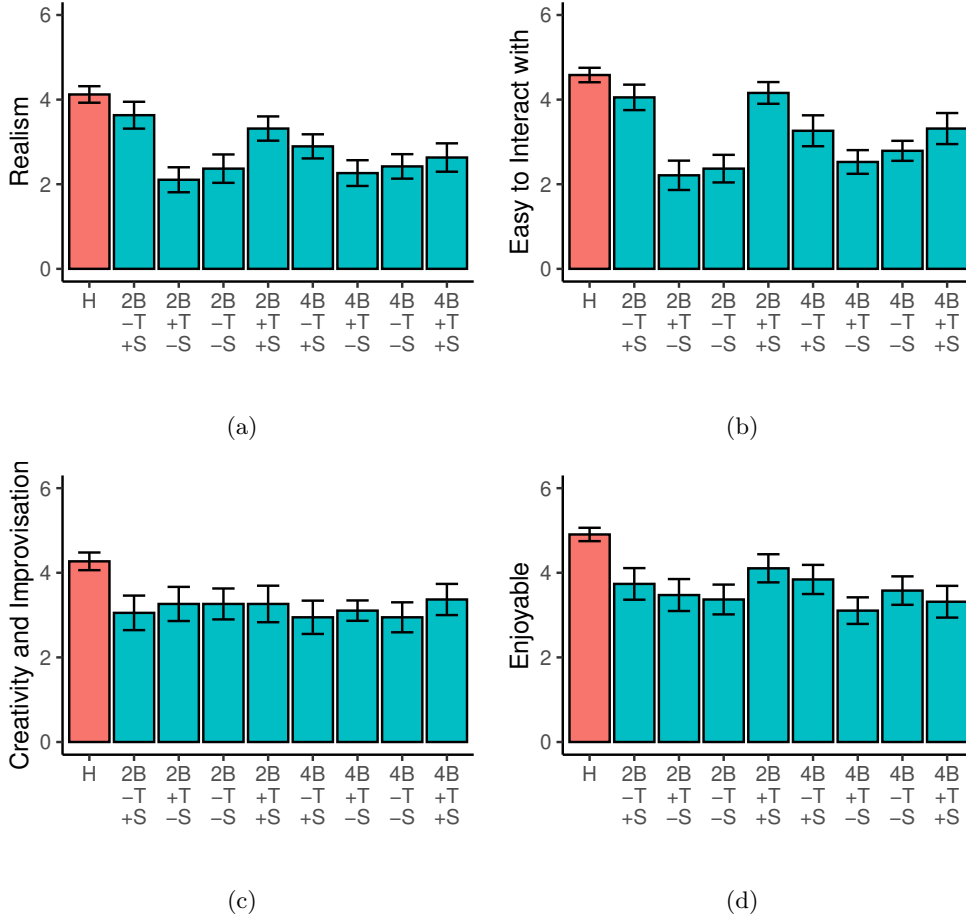 Realism
6
4
2
0
H 2B 2B 2B 2B 4B 4B 4B 4B
−T +T −T +T −T +T −T +T
+S −S −S +S +S −S −S +S
(a)
Easy to Interact with
6
4
2
0
H 2B 2B 2B 2B 4B 4B 4B 4B
−T +T −T +T −T +T −T +T
+S −S −S +S +S −S −S +S
(b)
Creativity and Improvisation
6
4
2
0
H 2B 2B 2B 2B 4B 4B 4B 4B
−T +T −T +T −T +T −T +T
+S −S −S +S +S −S −S +S
(c)
Enjoyable
6
4
2
0
H 2B 2B 2B 2B 4B 4B 4B 4B
−T +T −T +T −T +T −T +T
+S −S −S +S +S −S −S +S
(d)